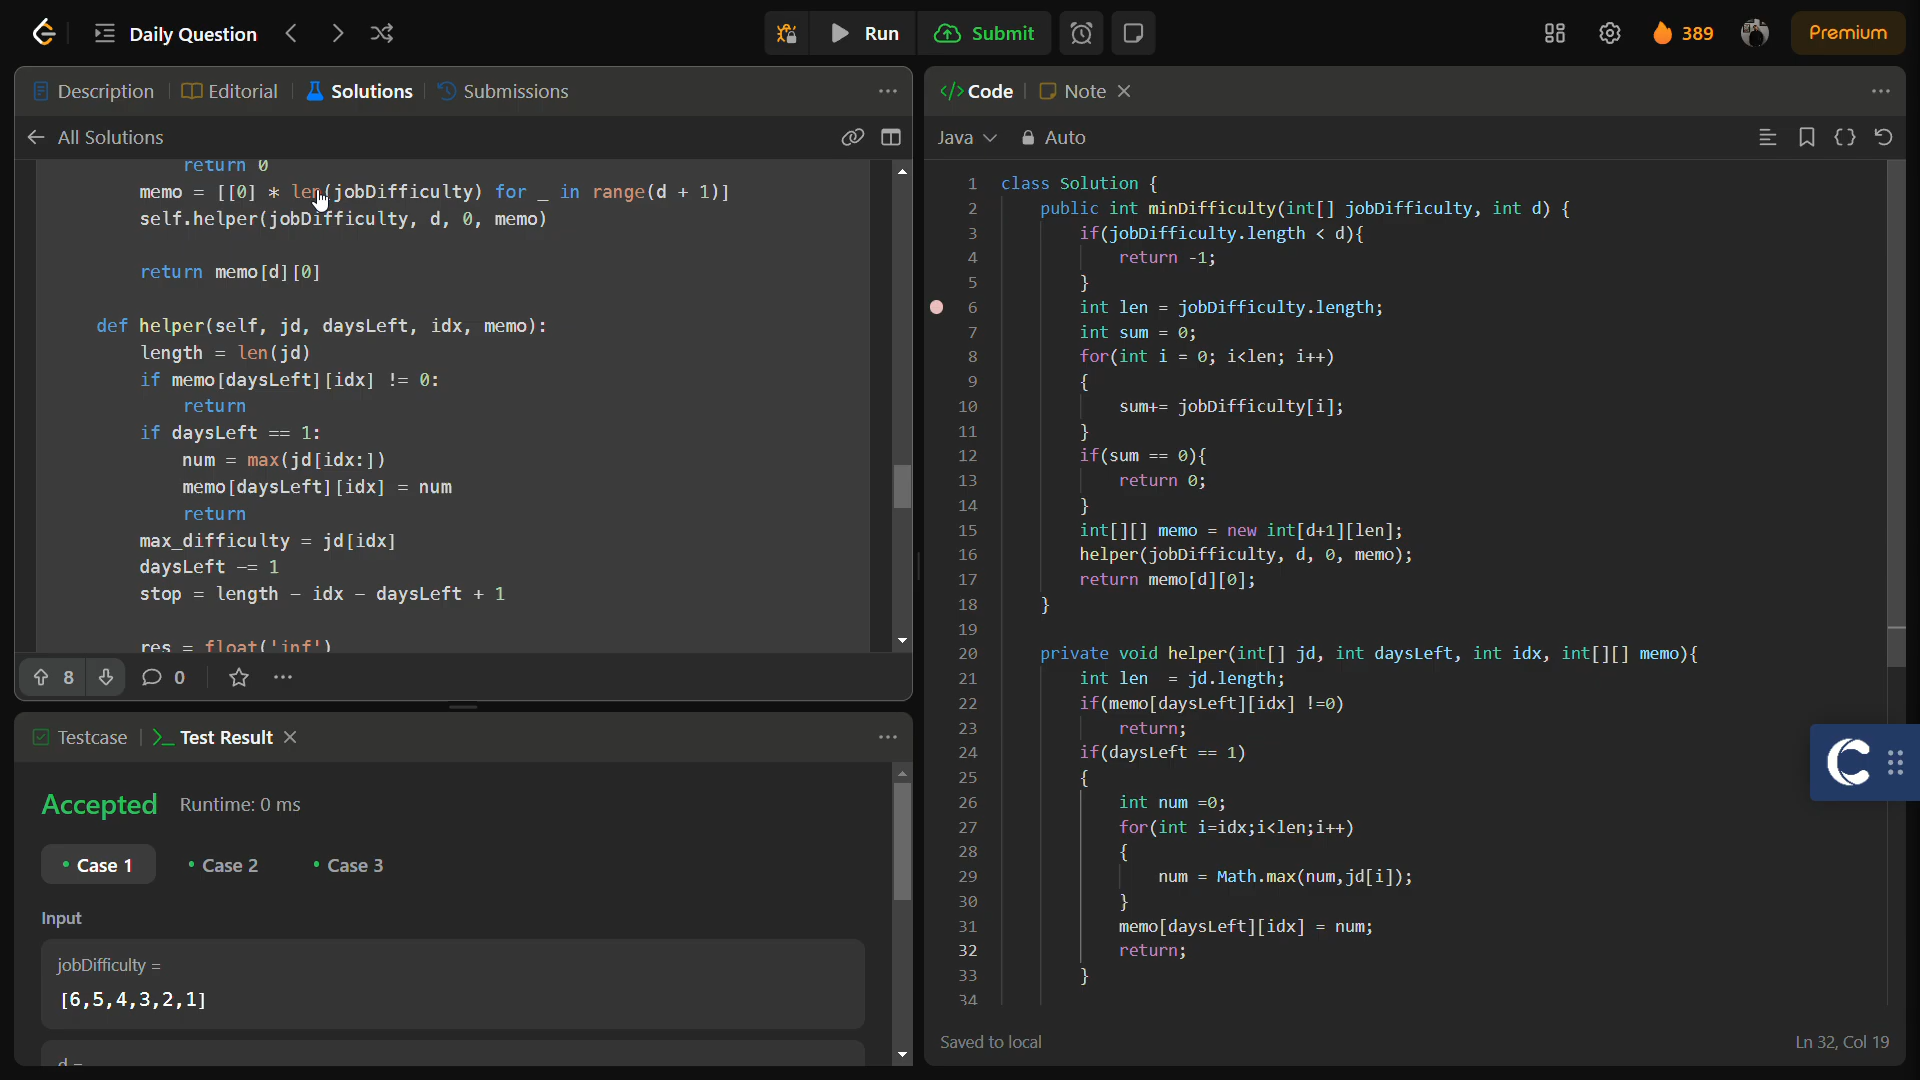 Daily Question
Run
Submit
389
Premium
Description
Editorial
Solutions
Submissions
All Solutions
return 0
memo = [[0] * len(jobDifficulty) for _ in range(d + 1)]
self.helper(jobDifficulty, d, 0, memo)
return memo[d][0]
def helper(self, jd, daysLeft, idx, memo):
length = len(jd)
if memo[daysLeft][idx] != 0:
return
if daysLeft == 1:
num = max(jd[idx:])
memo[daysLeft][idx] = num
return
max_difficulty = jd[idx]
daysLeft -= 1
stop = length - idx - daysLeft + 1
res = float('inf')
8
0
Testcase
Test Result
Accepted
Runtime: 0 ms
Case 1
Case 2
Case 3
Input
jobDifficulty =
[6,5,4,3,2,1]
d =
</> Code
Note
Java
Auto
1 class Solution {
2 public int minDifficulty(int[] jobDifficulty, int d) {
3 if(jobDifficulty.length < d){
4 return -1;
5 }
6 int len = jobDifficulty.length;
7 int sum = 0;
8 for(int i = 0; i<len; i++)
9 {
10 sum+= jobDifficulty[i];
11 }
12 if(sum == 0){
13 return 0;
14 }
15 int[][] memo = new int[d+1][len];
16 helper(jobDifficulty, d, 0, memo);
17 return memo[d][0];
18 }
19
20 private void helper(int[] jd, int daysLeft, int idx, int[][] memo){
21 int len = jd.length;
22 if(memo[daysLeft][idx] !=0)
23 return;
24 if(daysLeft == 1)
25 {
26 int num =0;
27 for(int i=idx;i<len;i++)
28 {
29 num = Math.max(num,jd[i]);
30 }
31 memo[daysLeft][idx] = num;
32 return;
33 }
34
Saved to local
Ln 32, Col 19